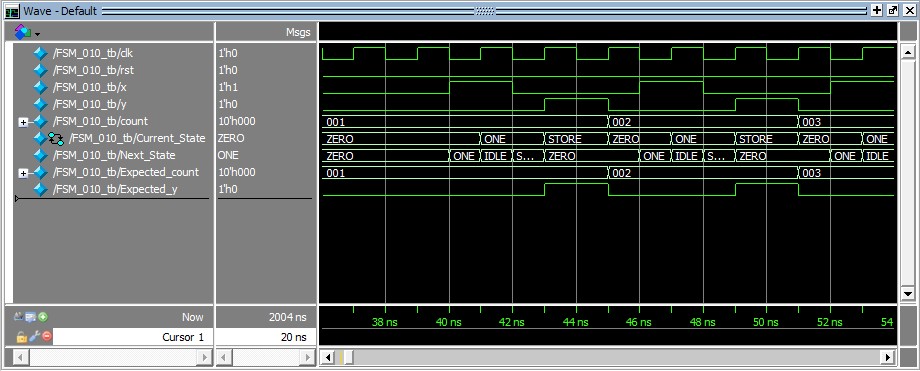 Wave - Default
Msgs
/FSM_010_tb/clk 1'h0
/FSM_010_tb/rst 1'h0
/FSM_010_tb/x 1'h1
/FSM_010_tb/y 1'h0
/FSM_010_tb/count 10'h000 001 002 003
/FSM_010_tb/Current_State ZERO ZERO ONE STORE ZERO ONE STORE ZERO ONE
/FSM_010_tb/Next_State ONE ZERO ONE IDLE S... ZERO ONE IDLE S... ZERO ONE IDLE
/FSM_010_tb/Expected_count 10'h000 001 002 003
/FSM_010_tb/Expected_y 1'h0
Now 2004 ns 38 ns 40 ns 42 ns 44 ns 46 ns 48 ns 50 ns 52 ns 54
Cursor 1 20 ns